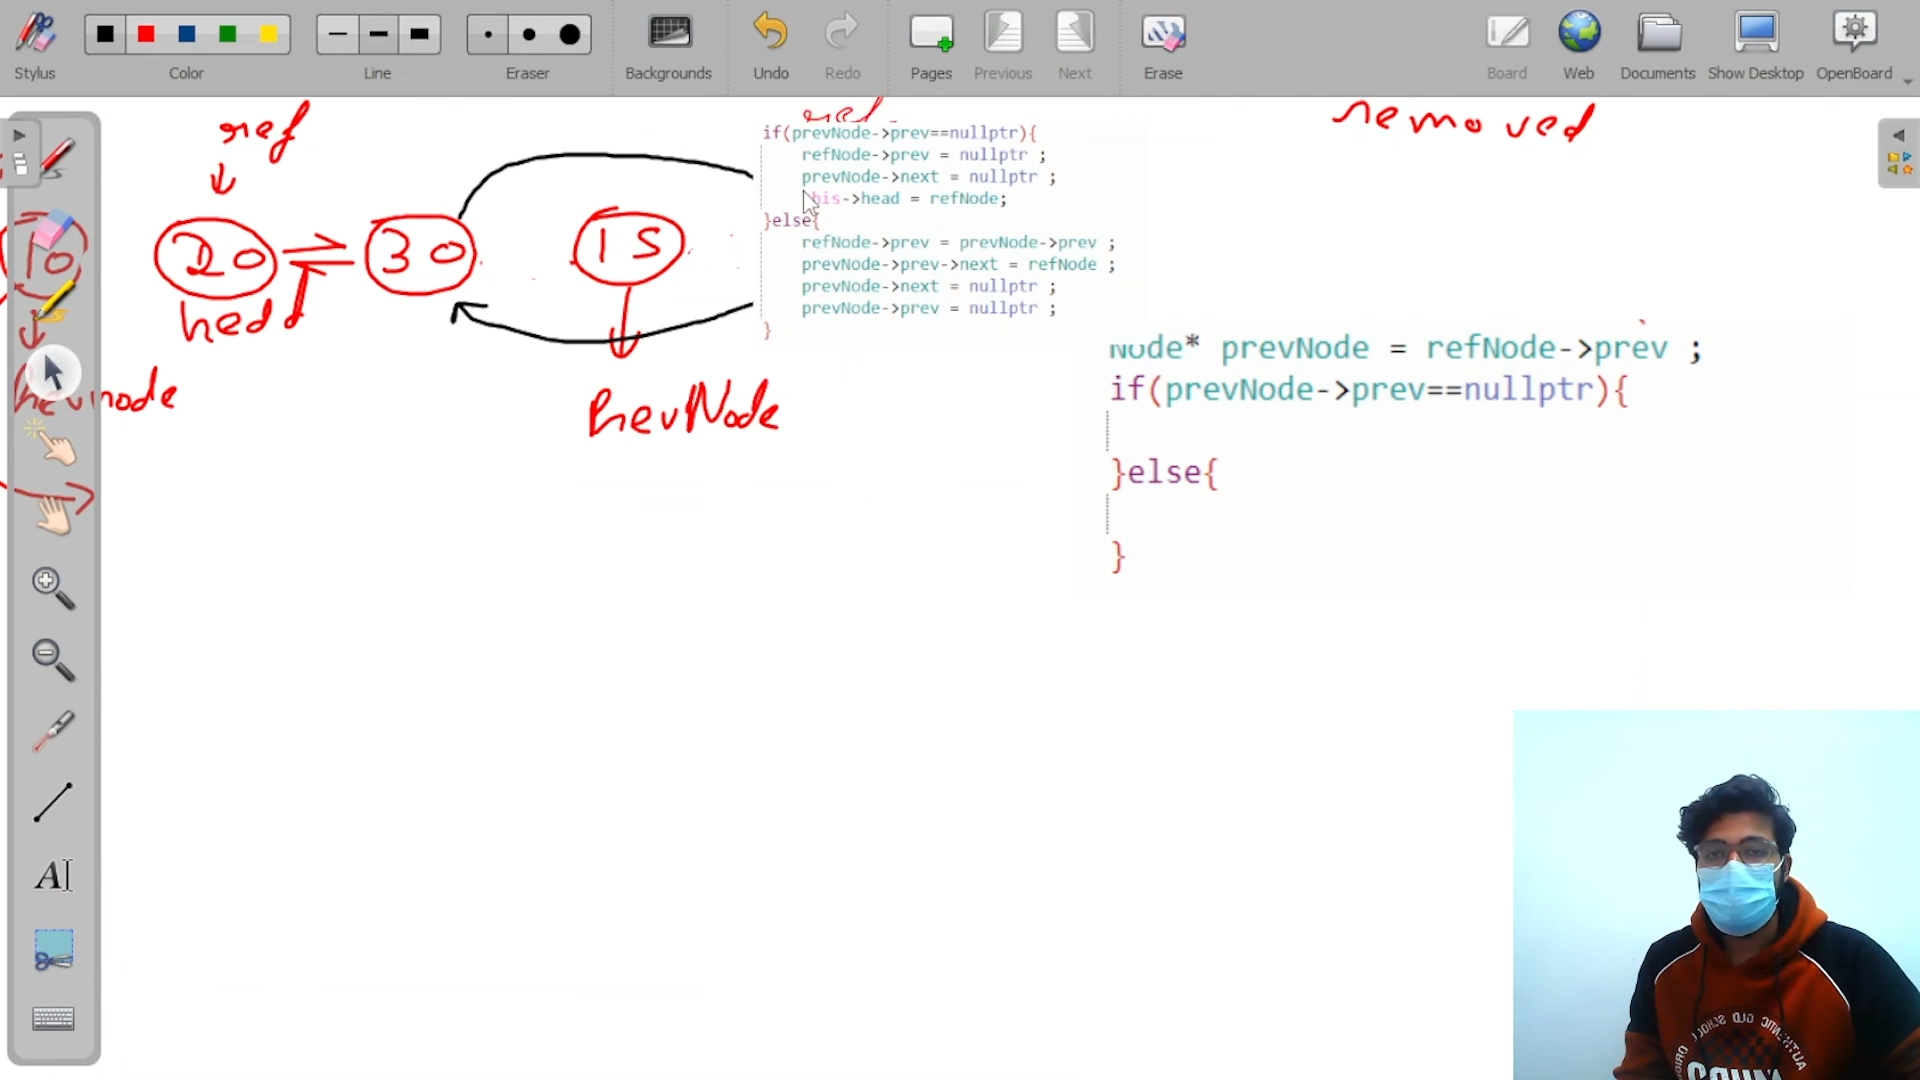 Stylus
Color
Line
Eraser
Backgrounds
Undo
Redo
Pages
Previous
Next
Erase
Board
Web
Documents
Show Desktop
OpenBoard
ref
removed
20
30
15
10
head
PrevNode
if(prevNode->prev==nullptr){
refNode->prev = nullptr ;
prevNode->next = nullptr ;
his->head = refNode;
}else{
refNode->prev = prevNode->prev ;
prevNode->prev->next = refNode ;
prevNode->next = nullptr ;
prevNode->prev = nullptr ;
}
Node* prevNode = refNode->prev ;
if(prevNode->prev==nullptr){
}else{
}